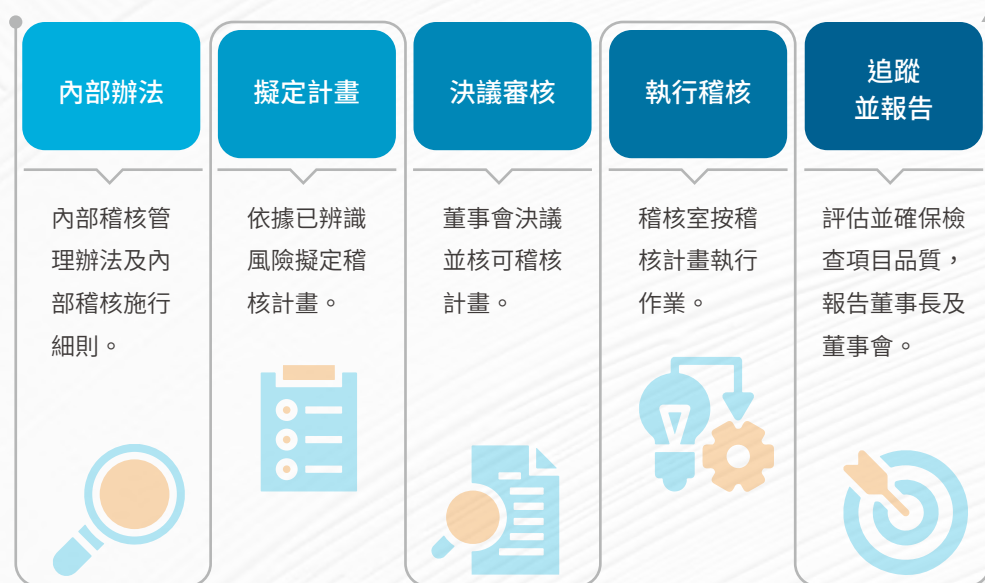 內部辦法
內部稽核管
理辦法及內
部稽核施行
細則。
擬定計畫
依據已辨識
風險擬定稽
核計畫。
決議審核
董事會決議
並核可稽核
計畫。
執行稽核
稽核室按稽
核計畫執行
作業。
追蹤
並報告
評估並確保檢
查項目品質，
報告董事長及
董事會。